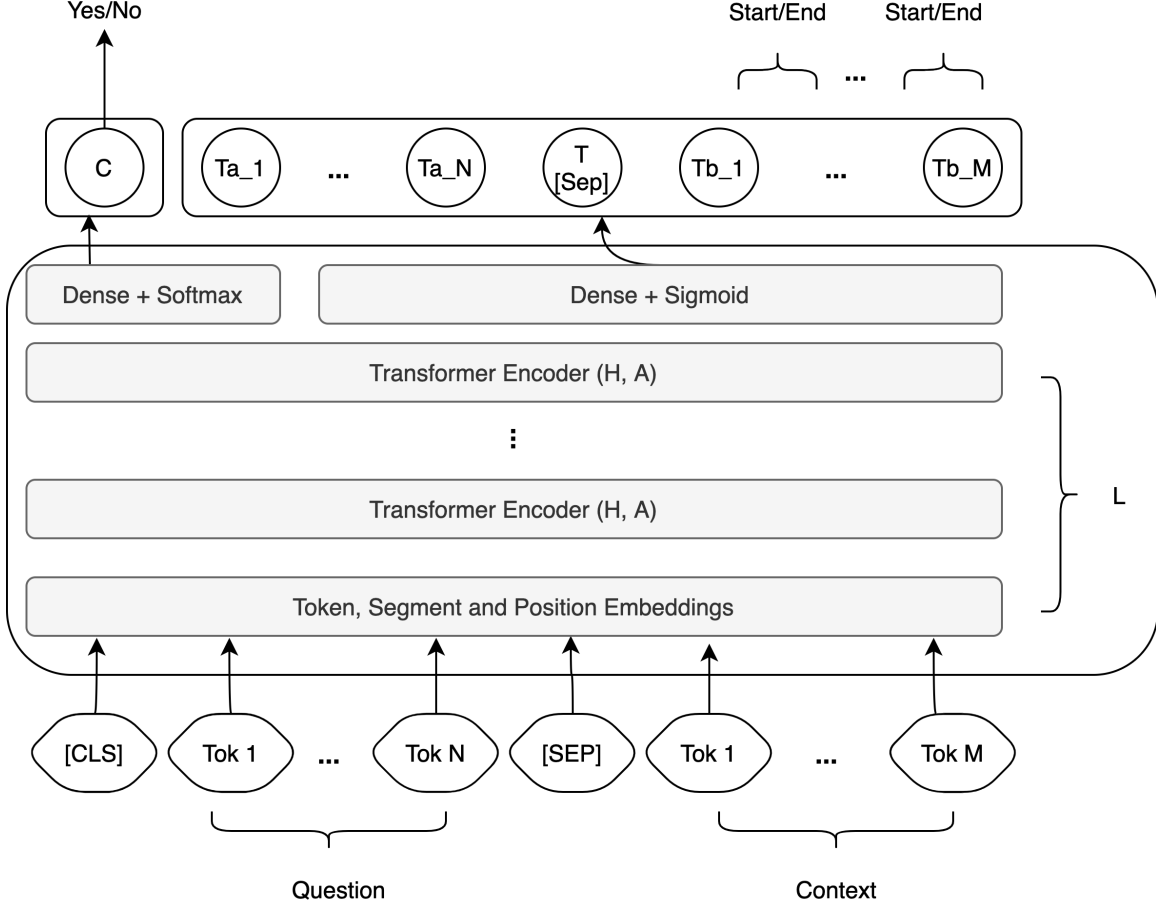 Yes/No
Start/End ... Start/End
C
Ta_1 ... Ta_N
T
[Sep]
Tb_1 ... Tb_M
Dense + Softmax
Dense + Sigmoid
Transformer Encoder (H, A)
...
Transformer Encoder (H, A)
L
Token, Segment and Position Embeddings
[CLS] Tok 1 ... Tok N [SEP] Tok 1 ... Tok M
Question
Context